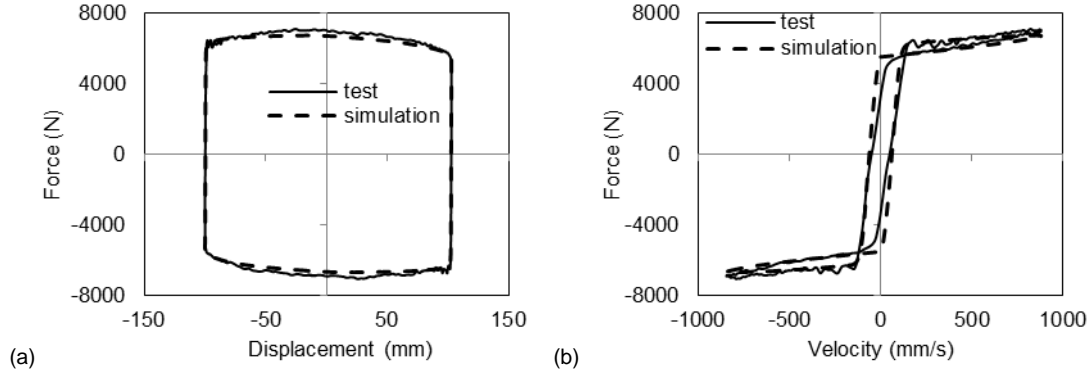 8000
4000
0
-4000
-8000
Force (N)
test
simulation
-150
-50
50
150
Displacement (mm)
(a)
8000
4000
0
-4000
-8000
Force (N)
test
simulation
-1000
-500
0
500
1000
Velocity (mm/s)
(b)